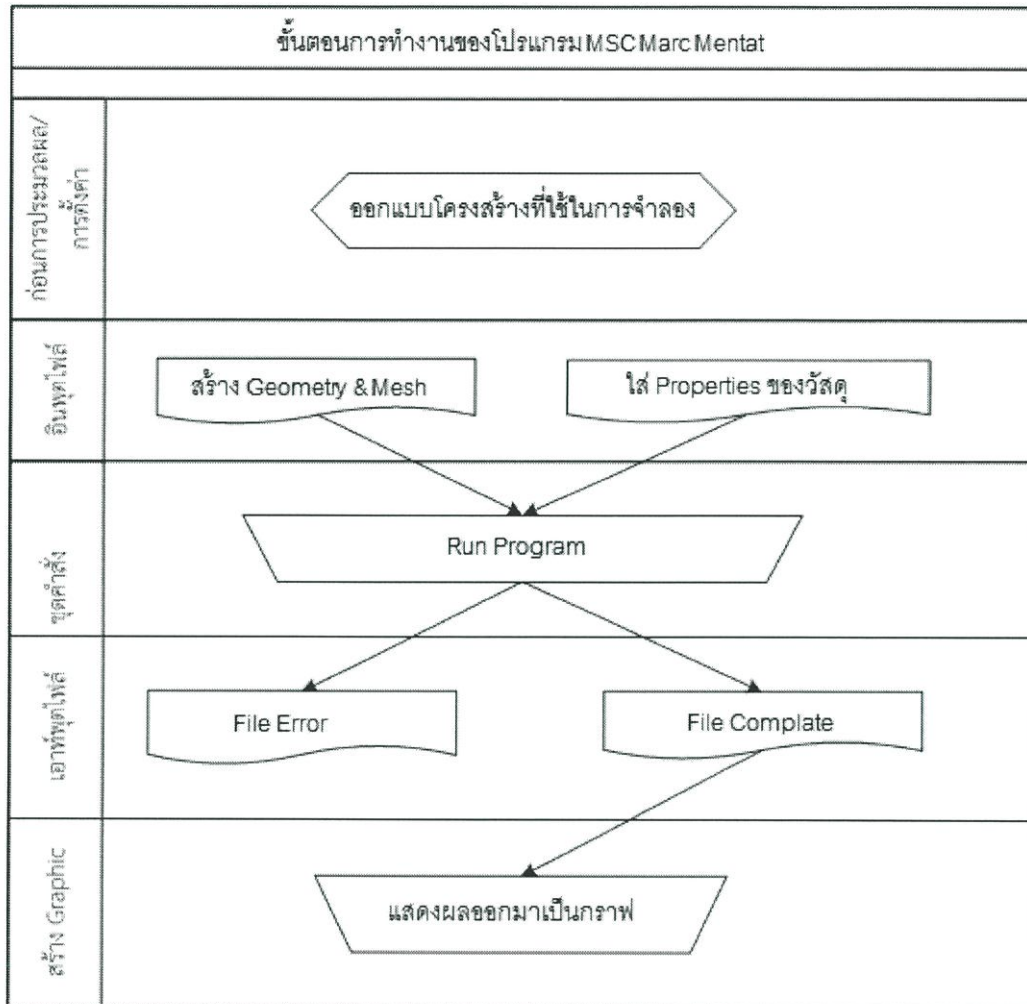 ขั้นตอนการทำงานของโปรแกรม MSC Marc Mentat
ก่อนการประมวลผล/
การตั้งค่า
ออกแบบโครงสร้างที่ใช้ในการจำลอง
อินพุตไฟล์
สร้าง Geometry & Mesh
ใส่ Properties ของวัสดุ
ชุดคำสั่ง
Run Program
เอาท์พุตไฟล์
File Error
File Complate
สร้าง Graphic
แสดงผลออกมาเป็นกราฟ